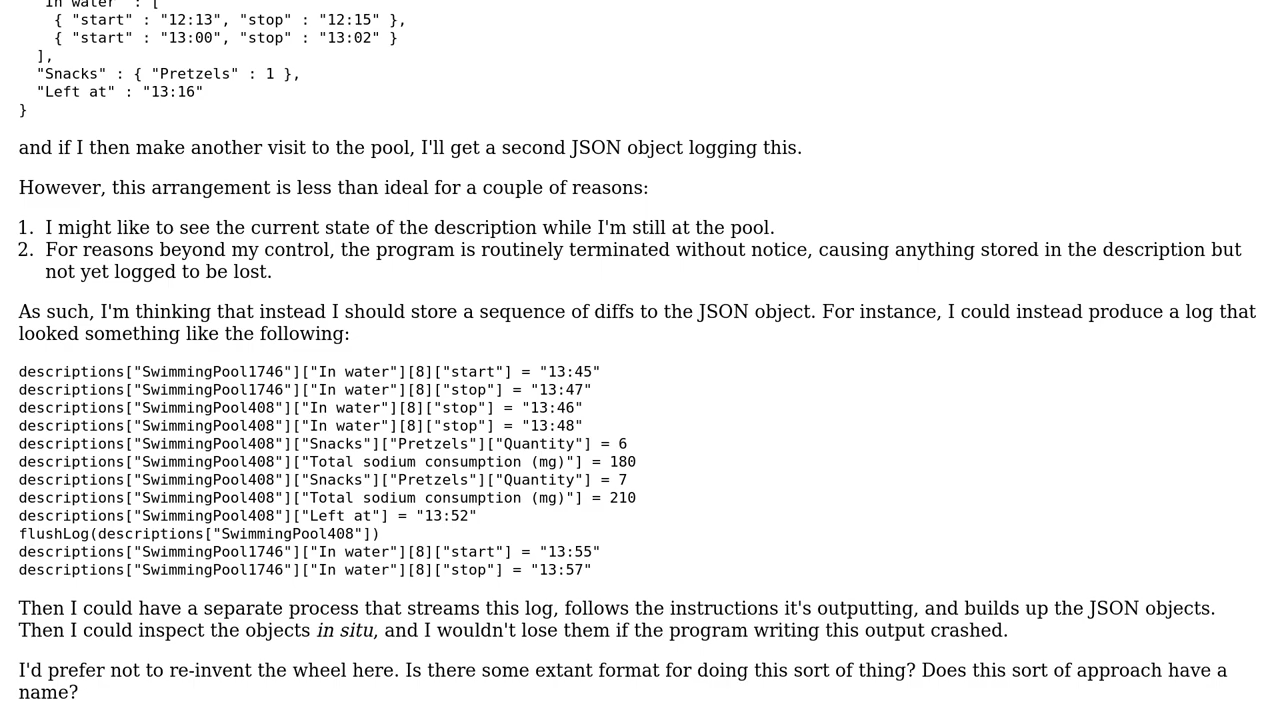 "In water" : [
    { "start" : "12:13", "stop" : "12:15" },
    { "start" : "13:00", "stop" : "13:02" }
  ],
  "Snacks" : { "Pretzels" : 1 },
  "Left at" : "13:16"
}
and if I then make another visit to the pool, I'll get a second JSON object logging this.
However, this arrangement is less than ideal for a couple of reasons:
1. I might like to see the current state of the description while I'm still at the pool.
2. For reasons beyond my control, the program is routinely terminated without notice, causing anything stored in the description but
not yet logged to be lost.
As such, I'm thinking that instead I should store a sequence of diffs to the JSON object. For instance, I could instead produce a log that
looked something like the following:
descriptions["SwimmingPool1746"]["In water"][8]["start"] = "13:45"
descriptions["SwimmingPool1746"]["In water"][8]["stop"] = "13:47"
descriptions["SwimmingPool408"]["In water"][8]["stop"] = "13:46"
descriptions["SwimmingPool408"]["In water"][8]["stop"] = "13:48"
descriptions["SwimmingPool408"]["Snacks"]["Pretzels"]["Quantity"] = 6
descriptions["SwimmingPool408"]["Total sodium consumption (mg)"] = 180
descriptions["SwimmingPool408"]["Snacks"]["Pretzels"]["Quantity"] = 7
descriptions["SwimmingPool408"]["Total sodium consumption (mg)"] = 210
descriptions["SwimmingPool408"]["Left at"] = "13:52"
flushLog(descriptions["SwimmingPool408"])
descriptions["SwimmingPool1746"]["In water"][8]["start"] = "13:55"
descriptions["SwimmingPool1746"]["In water"][8]["stop"] = "13:57"
Then I could have a separate process that streams this log, follows the instructions it's outputting, and builds up the JSON objects.
Then I could inspect the objects in situ, and I wouldn't lose them if the program writing this output crashed.
I'd prefer not to re-invent the wheel here. Is there some extant format for doing this sort of thing? Does this sort of approach have a
name?